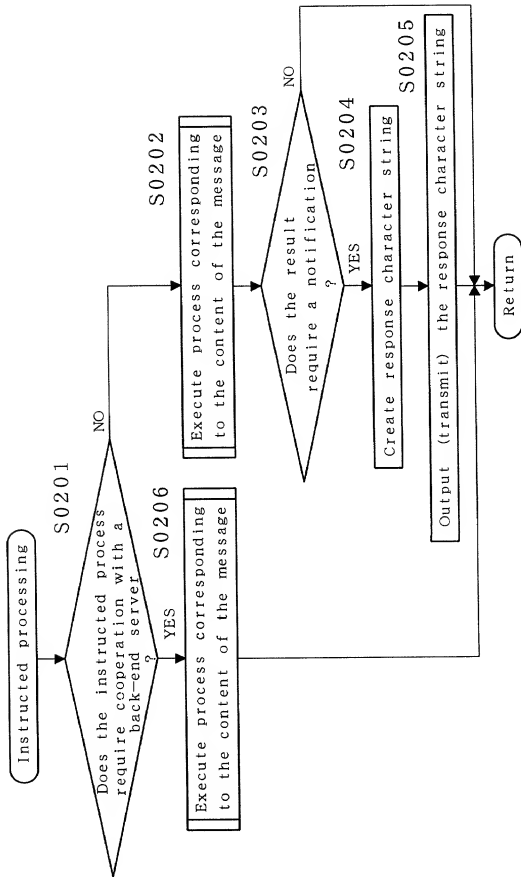 Instructed processing
S0201
Does the instructed process
require cooperation with a
back-end server
?
NO
YES
S0206
Execute process corresponding
to the content of the message
S0202
Execute process corresponding
to the content of the message
S0203
Does the result
require a notification
?
NO
YES
S0204
Create response character string
S0205
Output (transmit) the response character string
Return